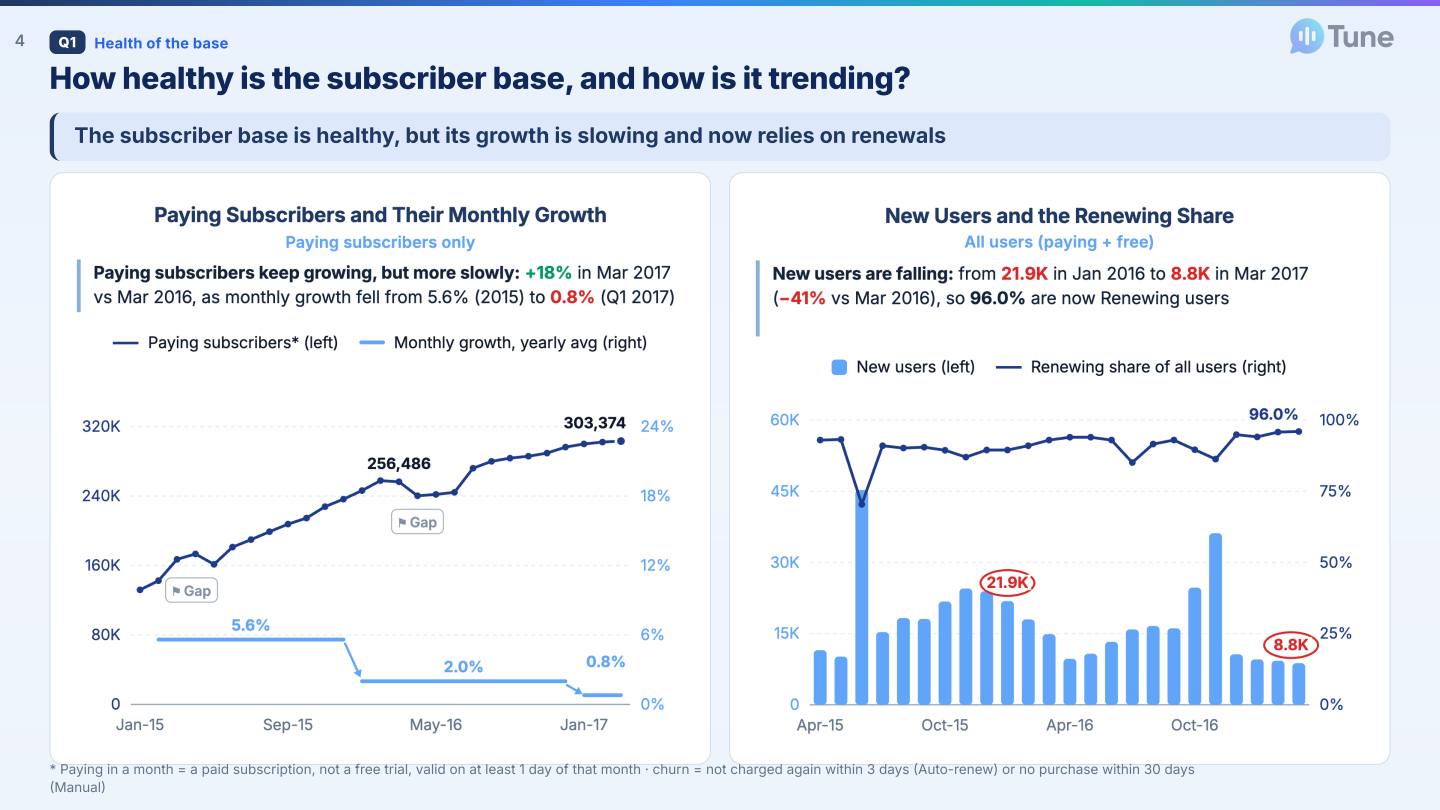 4
Q1 Health of the base
Tune
How healthy is the subscriber base, and how is it trending?
The subscriber base is healthy, but its growth is slowing and now relies on renewals
Paying Subscribers and Their Monthly Growth
Paying subscribers only
Paying subscribers keep growing, but more slowly: +18% in Mar 2017
vs Mar 2016, as monthly growth fell from 5.6% (2015) to 0.8% (Q1 2017)
Paying subscribers* (left) Monthly growth, yearly avg (right)
303,374
320K 24%
256,486
240K 18%
Gap
160K 12%
Gap
5.6%
80K 6%
2.0% 0.8%
0 0%
Jan-15 Sep-15 May-16 Jan-17
New Users and the Renewing Share
All users (paying + free)
New users are falling: from 21.9K in Jan 2016 to 8.8K in Mar 2017
(−41% vs Mar 2016), so 96.0% are now Renewing users
New users (left) Renewing share of all users (right)
96.0%
60K 100%
45K 75%
30K 50%
21.9K
15K 25%
8.8K
0 0%
Apr-15 Oct-15 Apr-16 Oct-16
* Paying in a month = a paid subscription, not a free trial, valid on at least 1 day of that month · churn = not charged again within 3 days (Auto-renew) or no purchase within 30 days
(Manual)